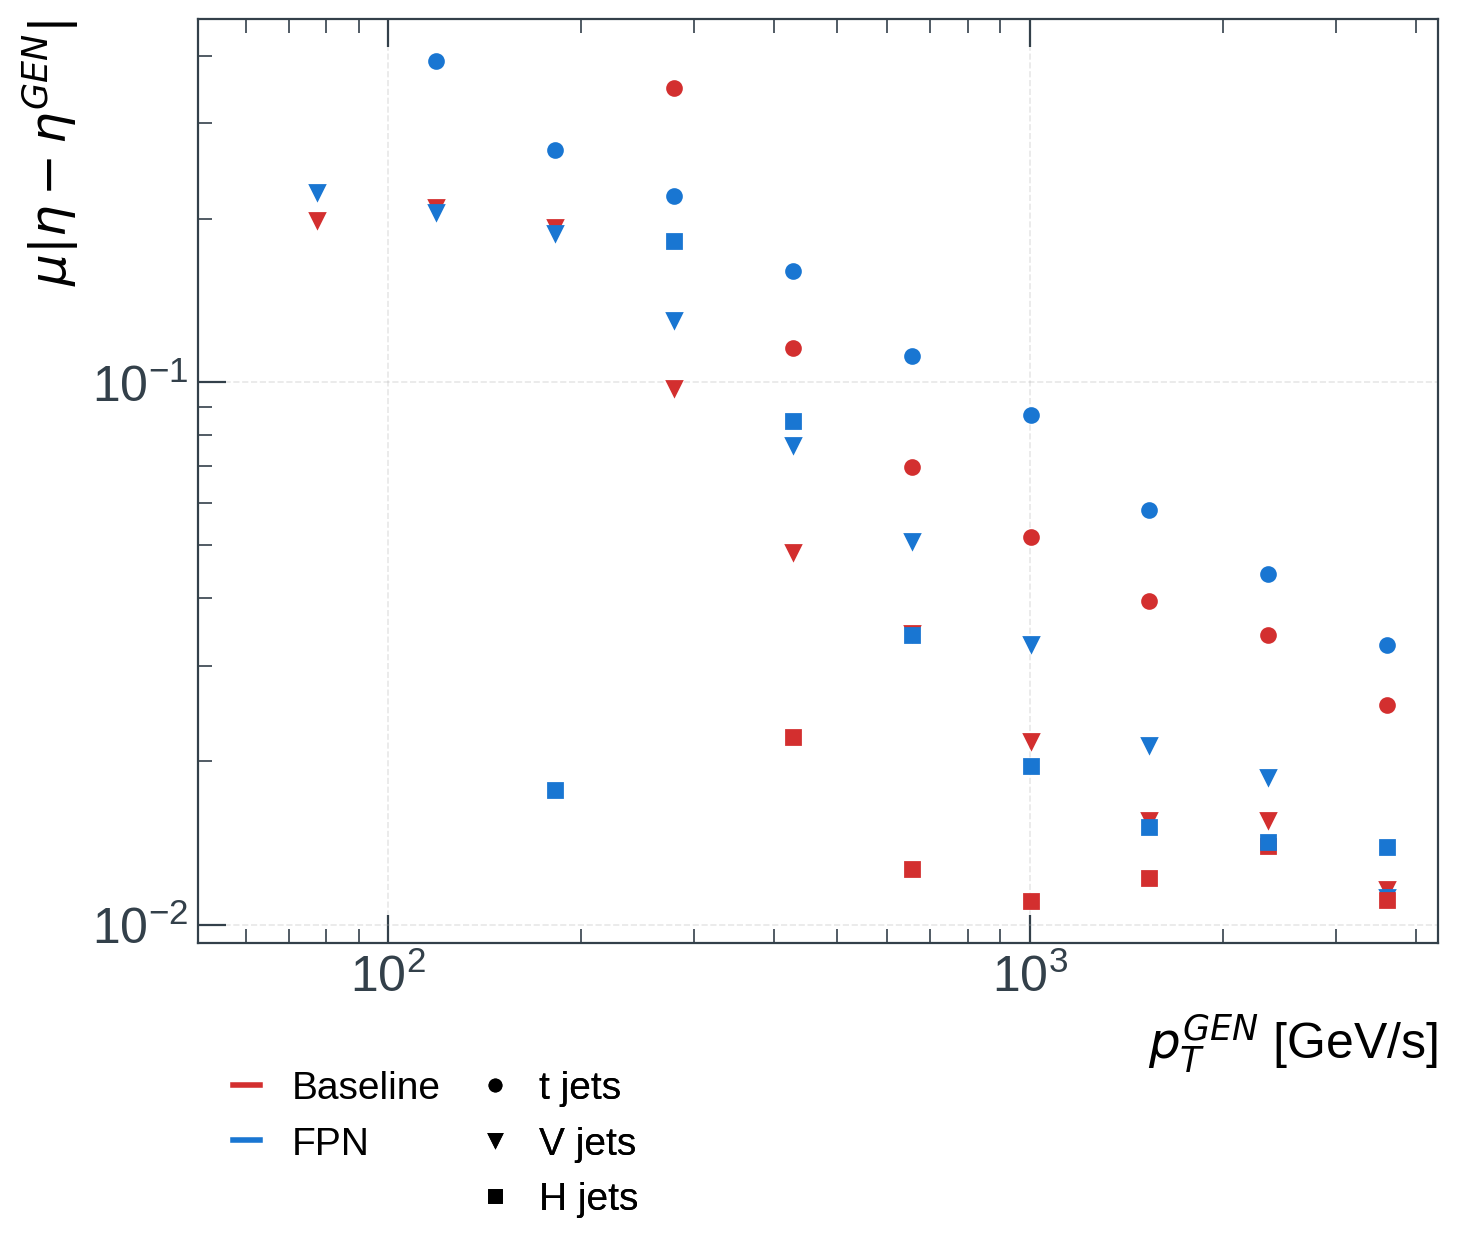 μ|η − η^{GEN}|
10^{−1}
10^{−2}
10^{2} 10^{3}
p_T^{GEN} [GeV/s]
Baseline t jets
FPN V jets
H jets